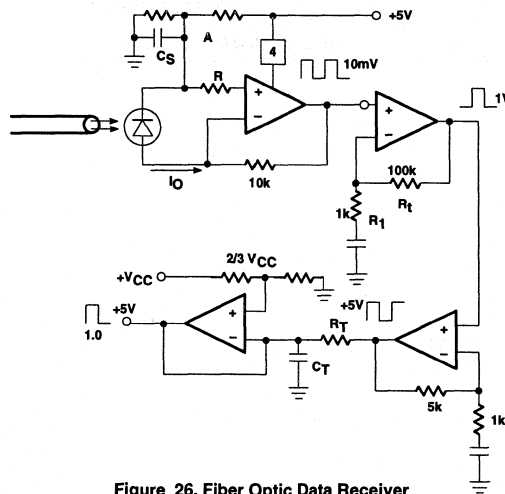 +5V
A
CS
4
10mV
R
+
−
1V
+
−
IO
10k
100k
Rt
1k
R1
2/3 VCC
+VCC
+5V
1.0
+
−
+5V
RT
CT
+
−
5k
1k
Figure 26. Fiber Optic Data Receiver